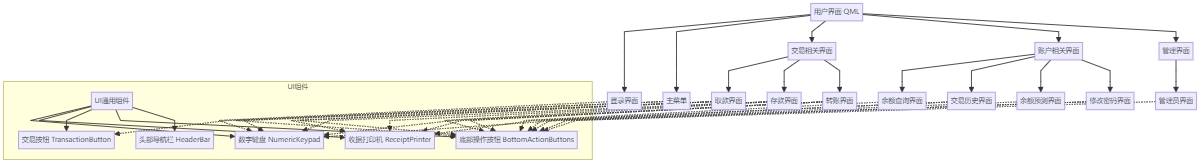 用户界面 QML
交易相关界面
账户相关界面
管理界面
UI组件
UI通用组件
登录界面
主菜单
取款界面
存款界面
转账界面
余额查询界面
交易历史界面
余额预测界面
修改密码界面
管理员界面
交易按钮 TransactionButton
头部导航栏 HeaderBar
数字键盘 NumericKeypad
收据打印机 ReceiptPrinter
底部操作按钮 BottomActionButtons